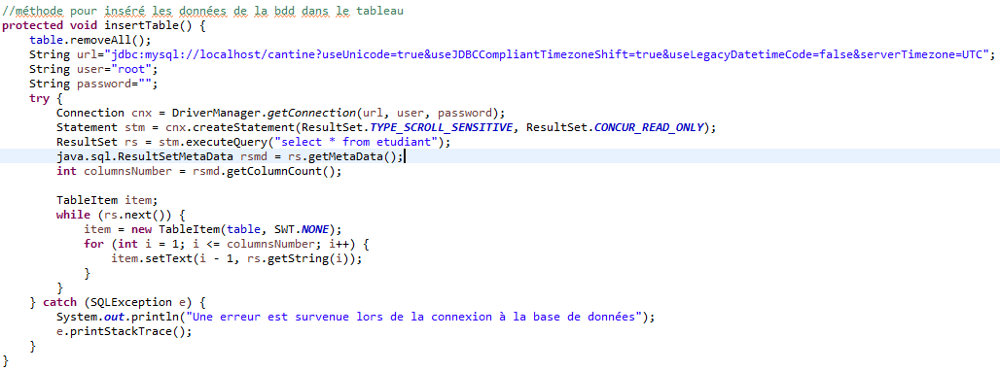 //méthode pour inséré les données de la bdd dans le tableau
protected void insertTable() {
    table.removeAll();
    String url="jdbc:mysql://localhost/cantine?useUnicode=true&useJDBCCompliantTimezoneShift=true&useLegacyDatetimeCode=false&serverTimezone=UTC";
    String user="root";
    String password="";
    try {
        Connection cnx = DriverManager.getConnection(url, user, password);
        Statement stm = cnx.createStatement(ResultSet.TYPE_SCROLL_SENSITIVE, ResultSet.CONCUR_READ_ONLY);
        ResultSet rs = stm.executeQuery("select * from etudiant");
        java.sql.ResultSetMetaData rsmd = rs.getMetaData();
        int columnsNumber = rsmd.getColumnCount();

        TableItem item;
        while (rs.next()) {
            item = new TableItem(table, SWT.NONE);
            for (int i = 1; i <= columnsNumber; i++) {
                item.setText(i - 1, rs.getString(i));
            }
        }
    } catch (SQLException e) {
        System.out.println("Une erreur est survenue lors de la connexion à la base de données");
        e.printStackTrace();
    }
}